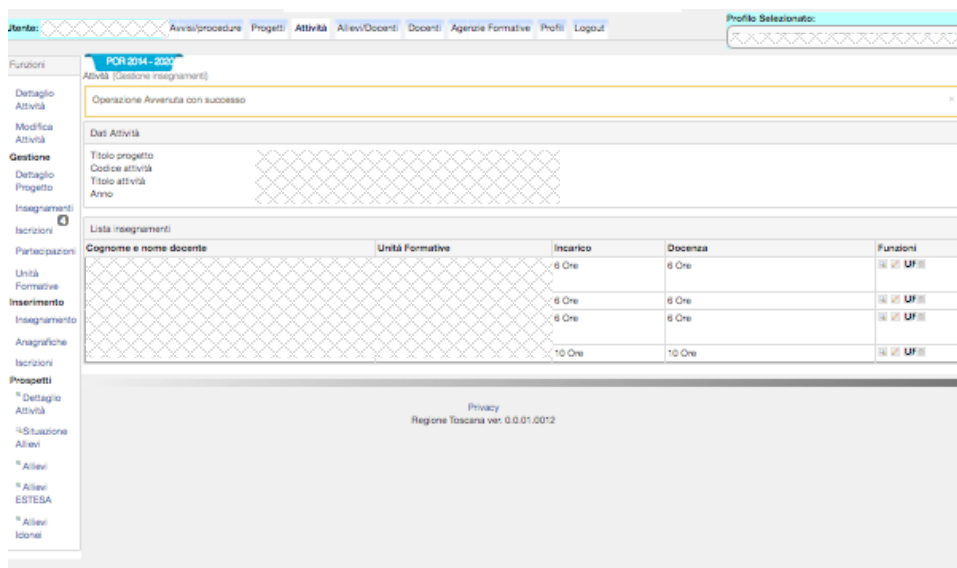 Profilo Selezionato:
Utente:
Avvisi/procedure Progetti Attività Allievi/Docenti Docenti Agenzie Formative Profil Logout
Funzioni
POR 2014 - 2020
Attività (Gestione insegnamenti)
Dettaglio
Attività
Operazione Avvenuta con successo
Modifica
Attività
Dati Attività
Gestione
Dettaglio
Progetto
Titolo progetto
Codice attività
Titolo attività
Anno
Insegnamenti
Iscrizioni
Lista insegnamenti
Partecipazioni
Cognome e nome docente Unità Formative Incarico Docenza Funzioni
6 Ore 6 Ore UF
Unità
Formative
Inserimento
6 Ore 6 Ore UF
Insegnamento
6 Ore 6 Ore UF
Anagrafiche
10 Ore 10 Ore UF
Iscrizioni
Prospetti
Dettaglio
Attività
Situazione
Allievi
Allievi
Allievi
ESTESA
Allievi
Idonei
Privacy
Regione Toscana ver. 0.0.01.0012